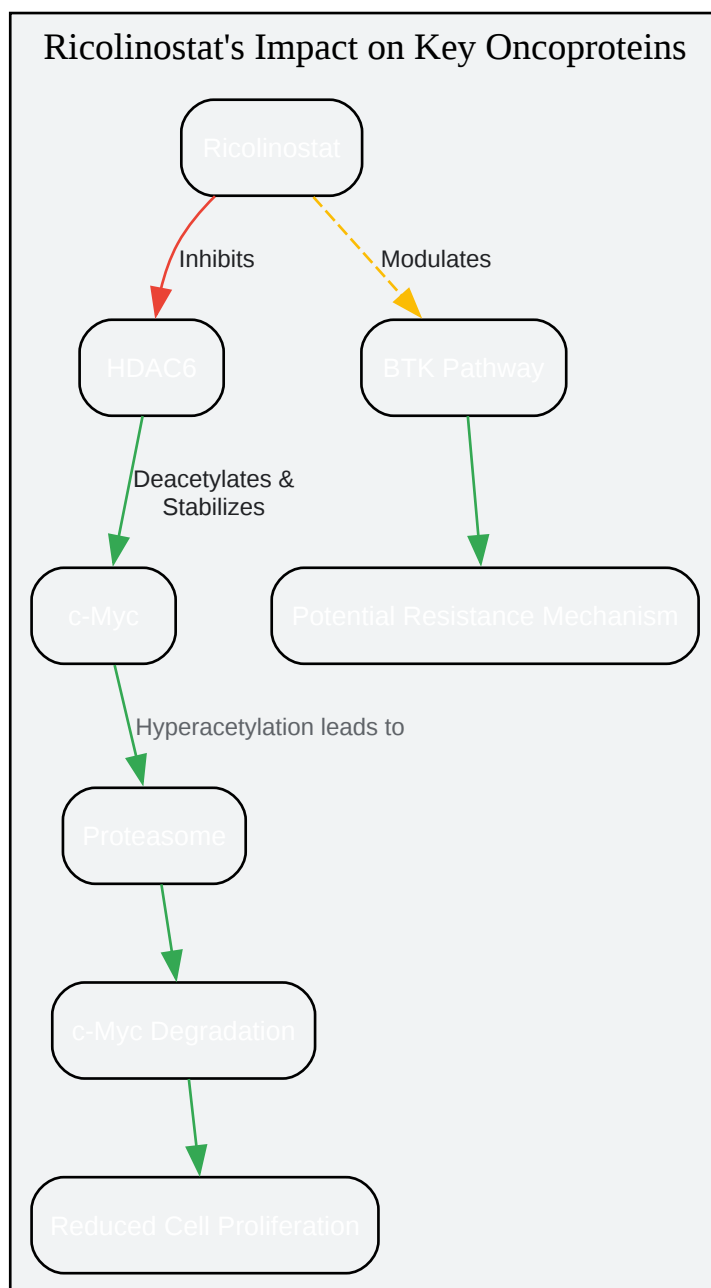 Ricolinostat's Impact on Key Oncoproteins
Ricolinostat
Inhibits
Modulates
HDAC6
BTK Pathway
Deacetylates &
Stabilizes
c-Myc
Potential Resistance Mechanism
Hyperacetylation leads to
Proteasome
c-Myc Degradation
Reduced Cell Proliferation